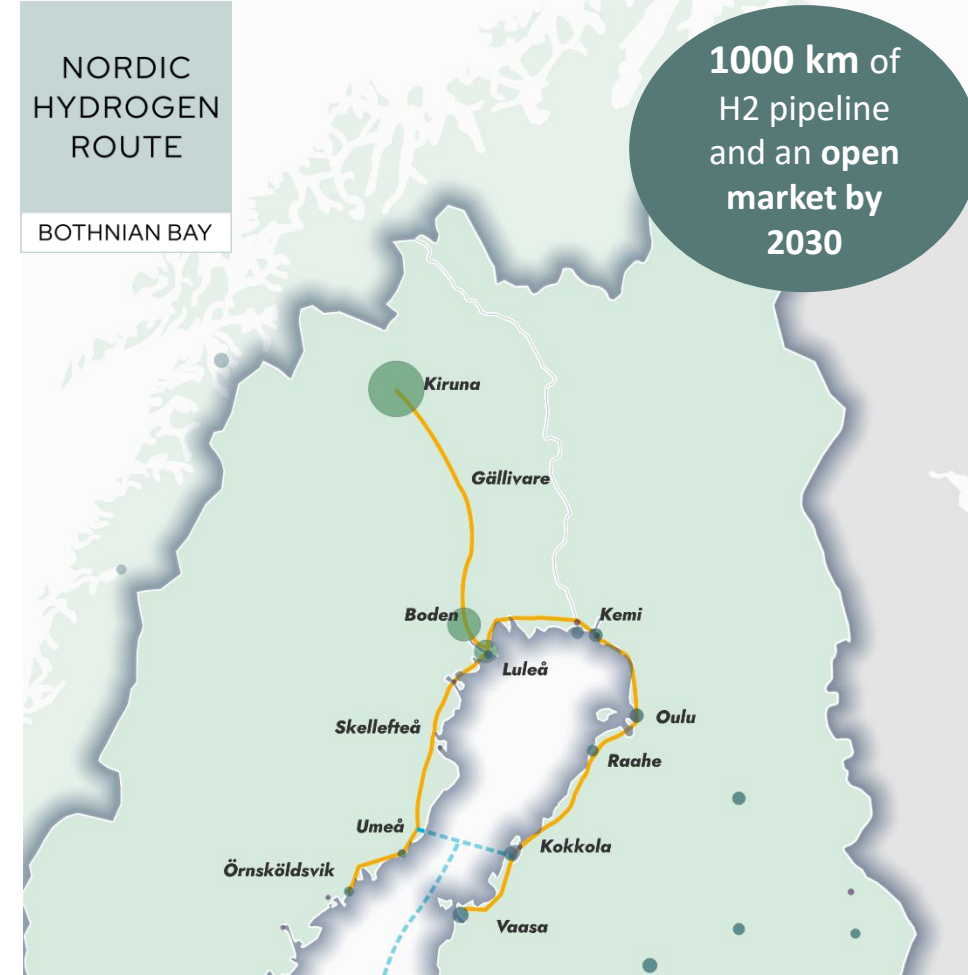 NORDIC
HYDROGEN
ROUTE
BOTHNIAN BAY
1000 km of
H2 pipeline
and an open
market by
2030
Kiruna
Gällivare
Boden
Kemi
Luleå
Oulu
Skellefteå
Raahe
Umeå
Kokkola
Örnsköldsvik
Vaasa